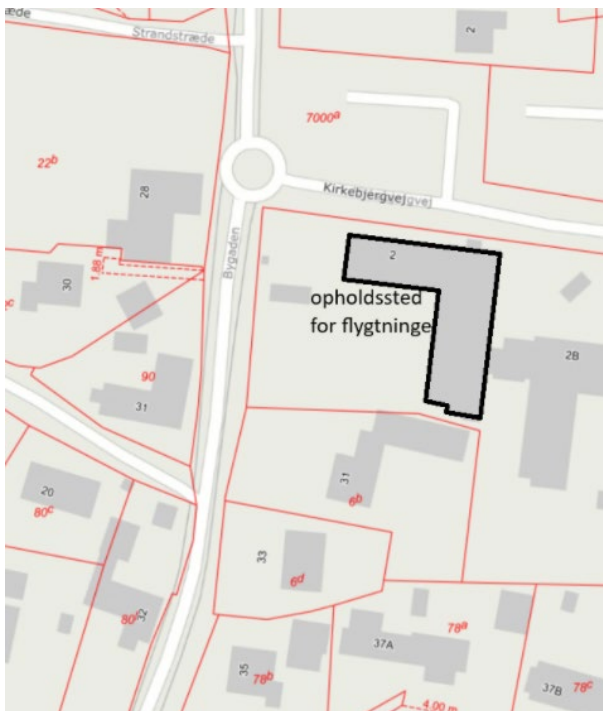 æde
Strandstræde
2
7000ª
22ᵇ
28
Kirkebjergvej
Bygaden
2
1,88 m
30
opholdssted
for flygtninge
2B
90
31
31
6ᵇ
20
80ᶜ
33
6ᵈ
32
37A
78ª
35
78ᵇ
37B
78ᶜ
4,00 m